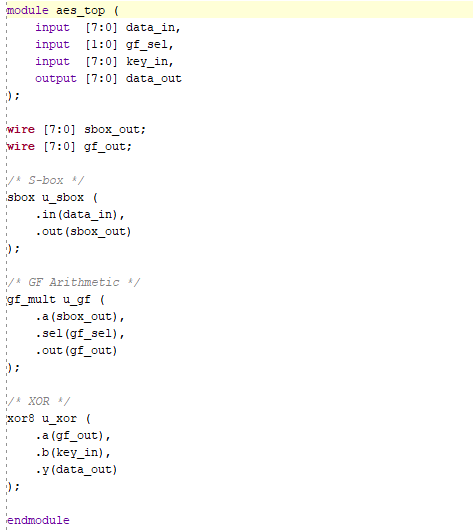 module aes_top (
    input  [7:0] data_in,
    input  [1:0] gf_sel,
    input  [7:0] key_in,
    output [7:0] data_out
);

wire [7:0] sbox_out;
wire [7:0] gf_out;

/* S-box */
sbox u_sbox (
    .in(data_in),
    .out(sbox_out)
);

/* GF Arithmetic */
gf_mult u_gf (
    .a(sbox_out),
    .sel(gf_sel),
    .out(gf_out)
);

/* XOR */
xor8 u_xor (
    .a(gf_out),
    .b(key_in),
    .y(data_out)
);

endmodule